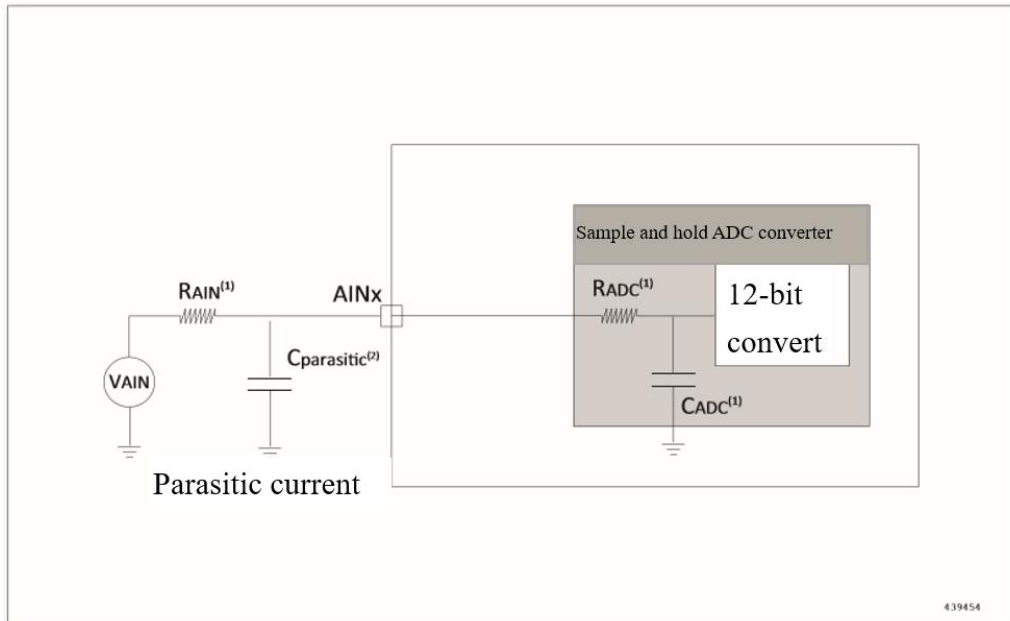 Sample and hold ADC converter
RAIN(1)
AINx
RADC(1)
12-bit
convert
Cparasitic(2)
VAIN
CADC(1)
Parasitic current
439454